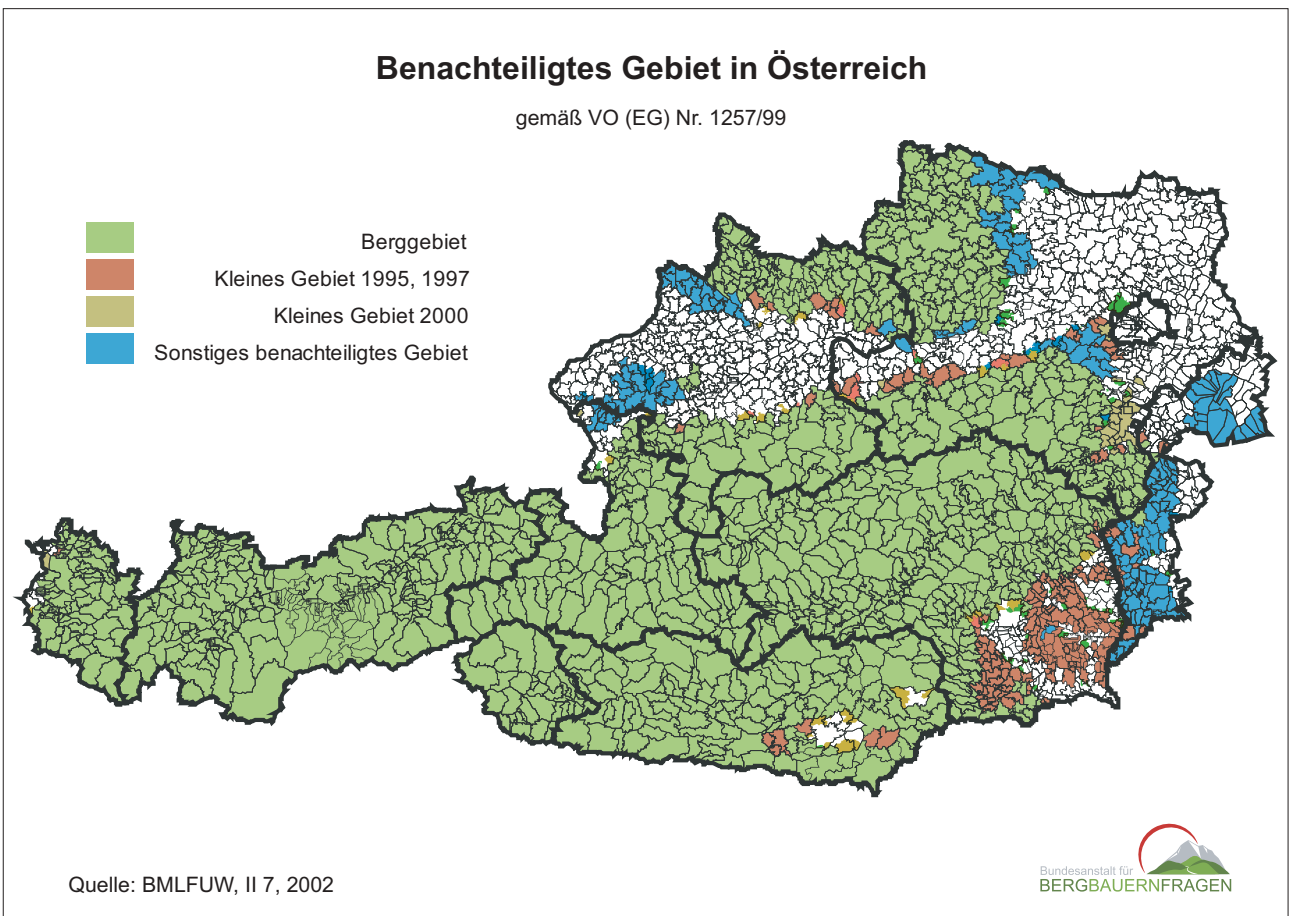 Benachteiligtes Gebiet in Österreich
gemäß VO (EG) Nr. 1257/99
Berggebiet
Kleines Gebiet 1995, 1997
Kleines Gebiet 2000
Sonstiges benachteiligtes Gebiet
Quelle: BMLFUW, II 7, 2002
Bundesanstalt für
BERGBAUERNFRAGEN